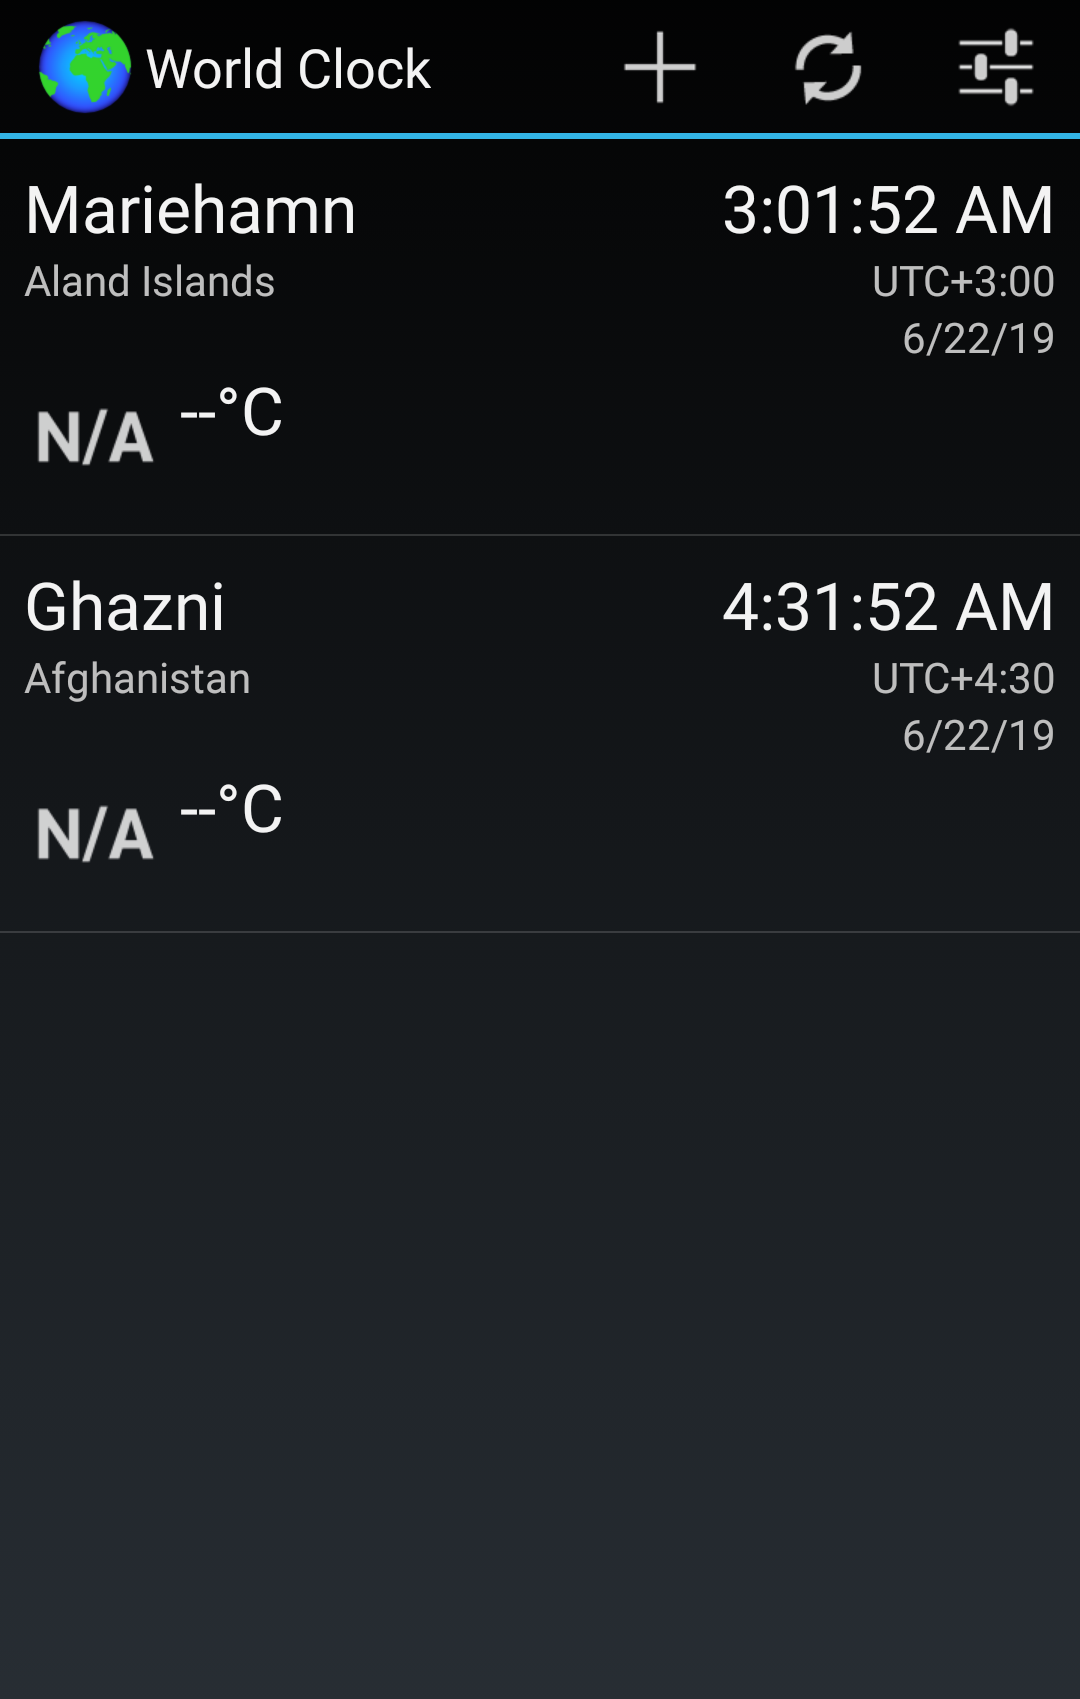 World Clock
Mariehamn 3:01:52 AM
Aland Islands UTC+3:00
6/22/19
N/A --°C
Ghazni 4:31:52 AM
Afghanistan UTC+4:30
6/22/19
N/A --°C